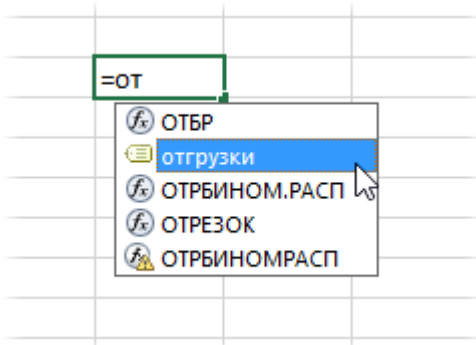 =от
ОТБР
отгрузки
ОТРБИНОМ.РАСП
ОТРЕЗОК
ОТРБИНОМРАСП